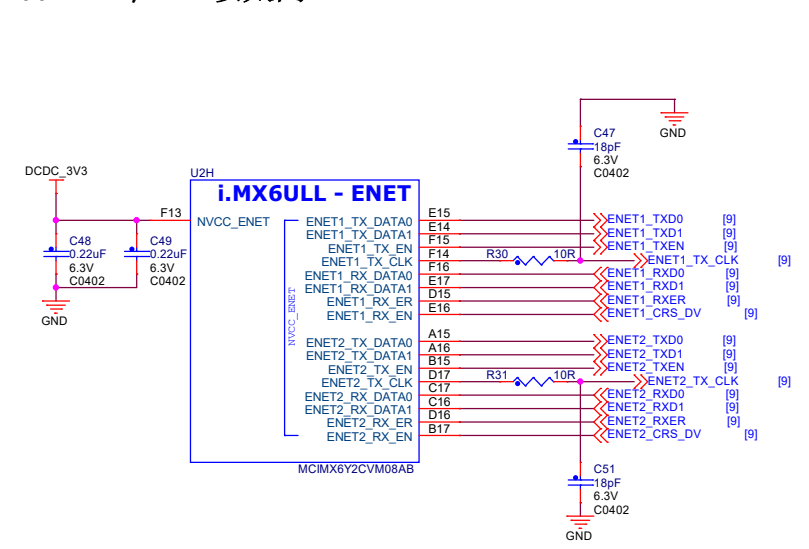 C47
18pF
6.3V
C0402
GND
DCDC_3V3
U2H
i.MX6ULL - ENET
F13
NVCC_ENET
C48
0.22uF
6.3V
C0402
C49
0.22uF
6.3V
C0402
GND
NVCC_ENET
ENET1_TX_DATA0 E15 ENET1_TXD0 [9]
ENET1_TX_DATA1 E14 ENET1_TXD1 [9]
ENET1_TX_EN F15 ENET1_TXEN [9]
ENET1_TX_CLK F14 R30 10R ENET1_TX_CLK [9]
ENET1_RX_DATA0 F16 ENET1_RXD0 [9]
ENET1_RX_DATA1 E17 ENET1_RXD1 [9]
ENET1_RX_ER D15 ENET1_RXER [9]
ENET1_RX_EN E16 ENET1_CRS_DV [9]
ENET2_TX_DATA0 A15 ENET2_TXD0 [9]
ENET2_TX_DATA1 A16 ENET2_TXD1 [9]
ENET2_TX_EN B15 ENET2_TXEN [9]
ENET2_TX_CLK D17 R31 10R ENET2_TX_CLK [9]
ENET2_RX_DATA0 C17 ENET2_RXD0 [9]
ENET2_RX_DATA1 C16 ENET2_RXD1 [9]
ENET2_RX_ER D16 ENET2_RXER [9]
ENET2_RX_EN B17 ENET2_CRS_DV [9]
MCIMX6Y2CVM08AB
C51
18pF
6.3V
C0402
GND